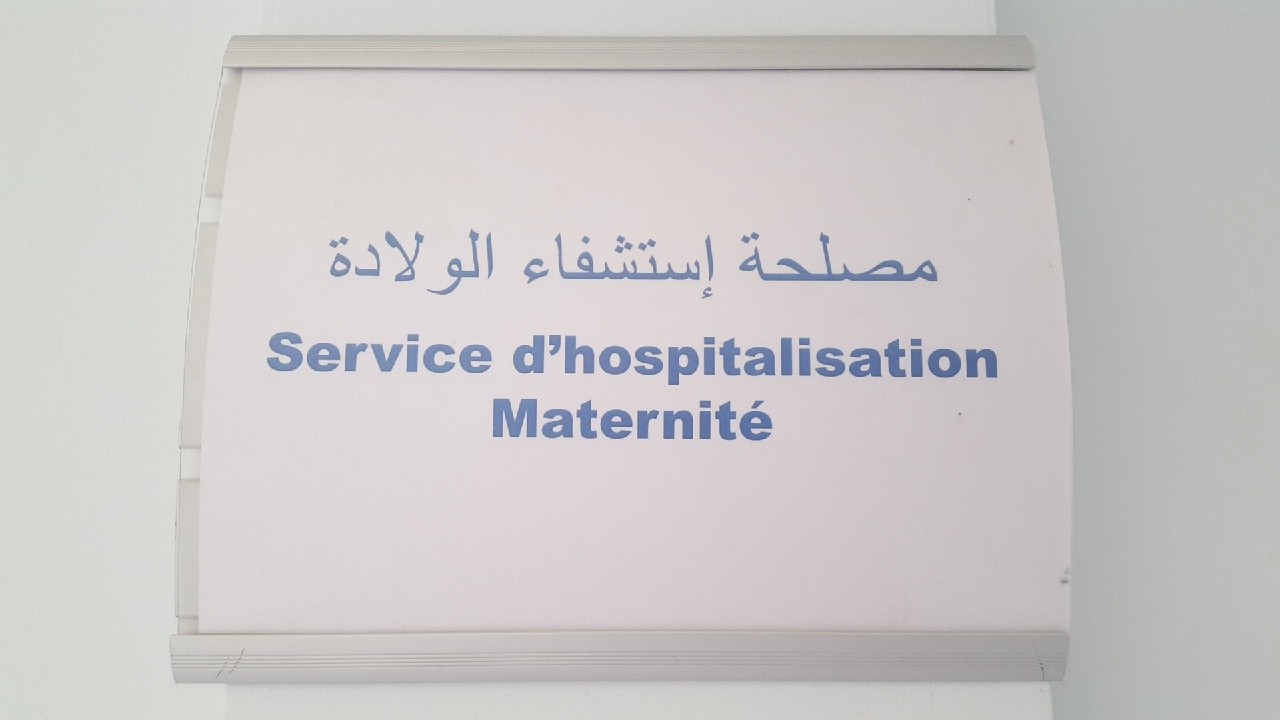 مصلحة إستشفاء الولادة
Service d’hospitalisation
Maternité